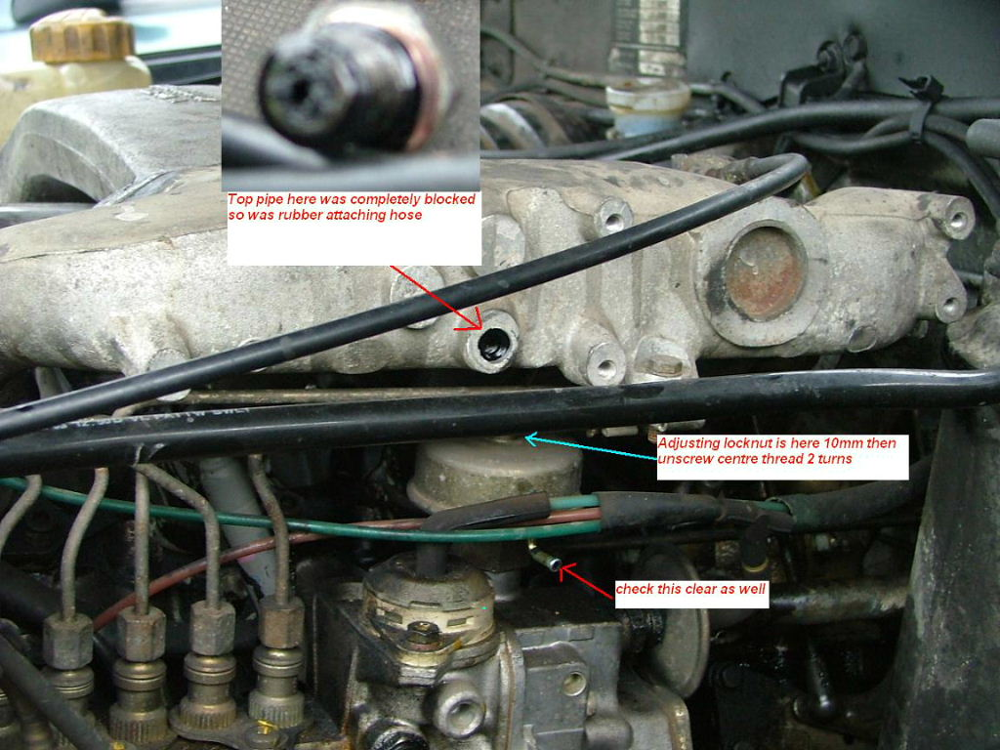 Top pipe here was completely blocked
so was rubber attaching hose
Adjusting locknut is here 10mm then
unscrew centre thread 2 turns
check this clear as well